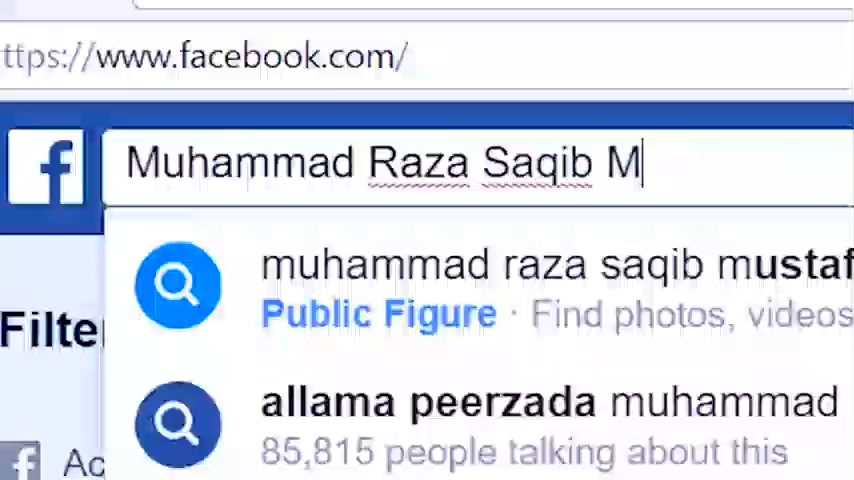 ttps://www.facebook.com/
f Muhammad Raza Saqib M
muhammad raza saqib mustaf
Public Figure · Find photos, videos
Filte
allama peerzada muhammad
85,815 people talking about this
f Ac